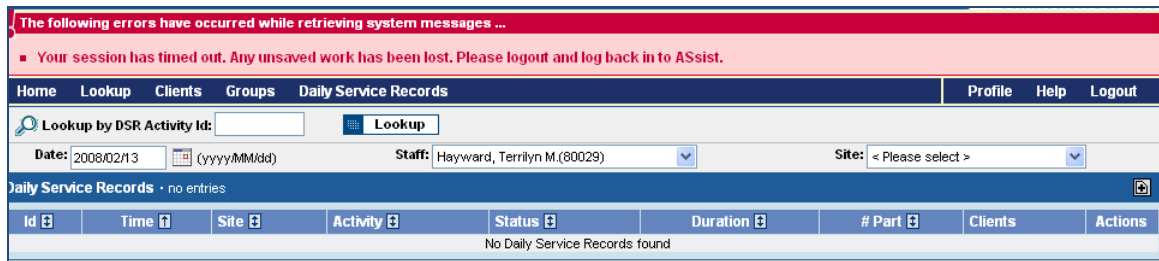 The following errors have occurred while retrieving system messages ...
Your session has timed out. Any unsaved work has been lost. Please logout and log back in to ASsist.
Home Lookup Clients Groups Daily Service Records Profile Help Logout
Lookup by DSR Activity Id: Lookup
Date: 2008/02/13 (yyyy/MM/dd) Staff: Hayward, Terrilyn M.(80029) Site: < Please select >
Daily Service Records · no entries
Id Time Site Activity Status Duration # Part Clients Actions
No Daily Service Records found